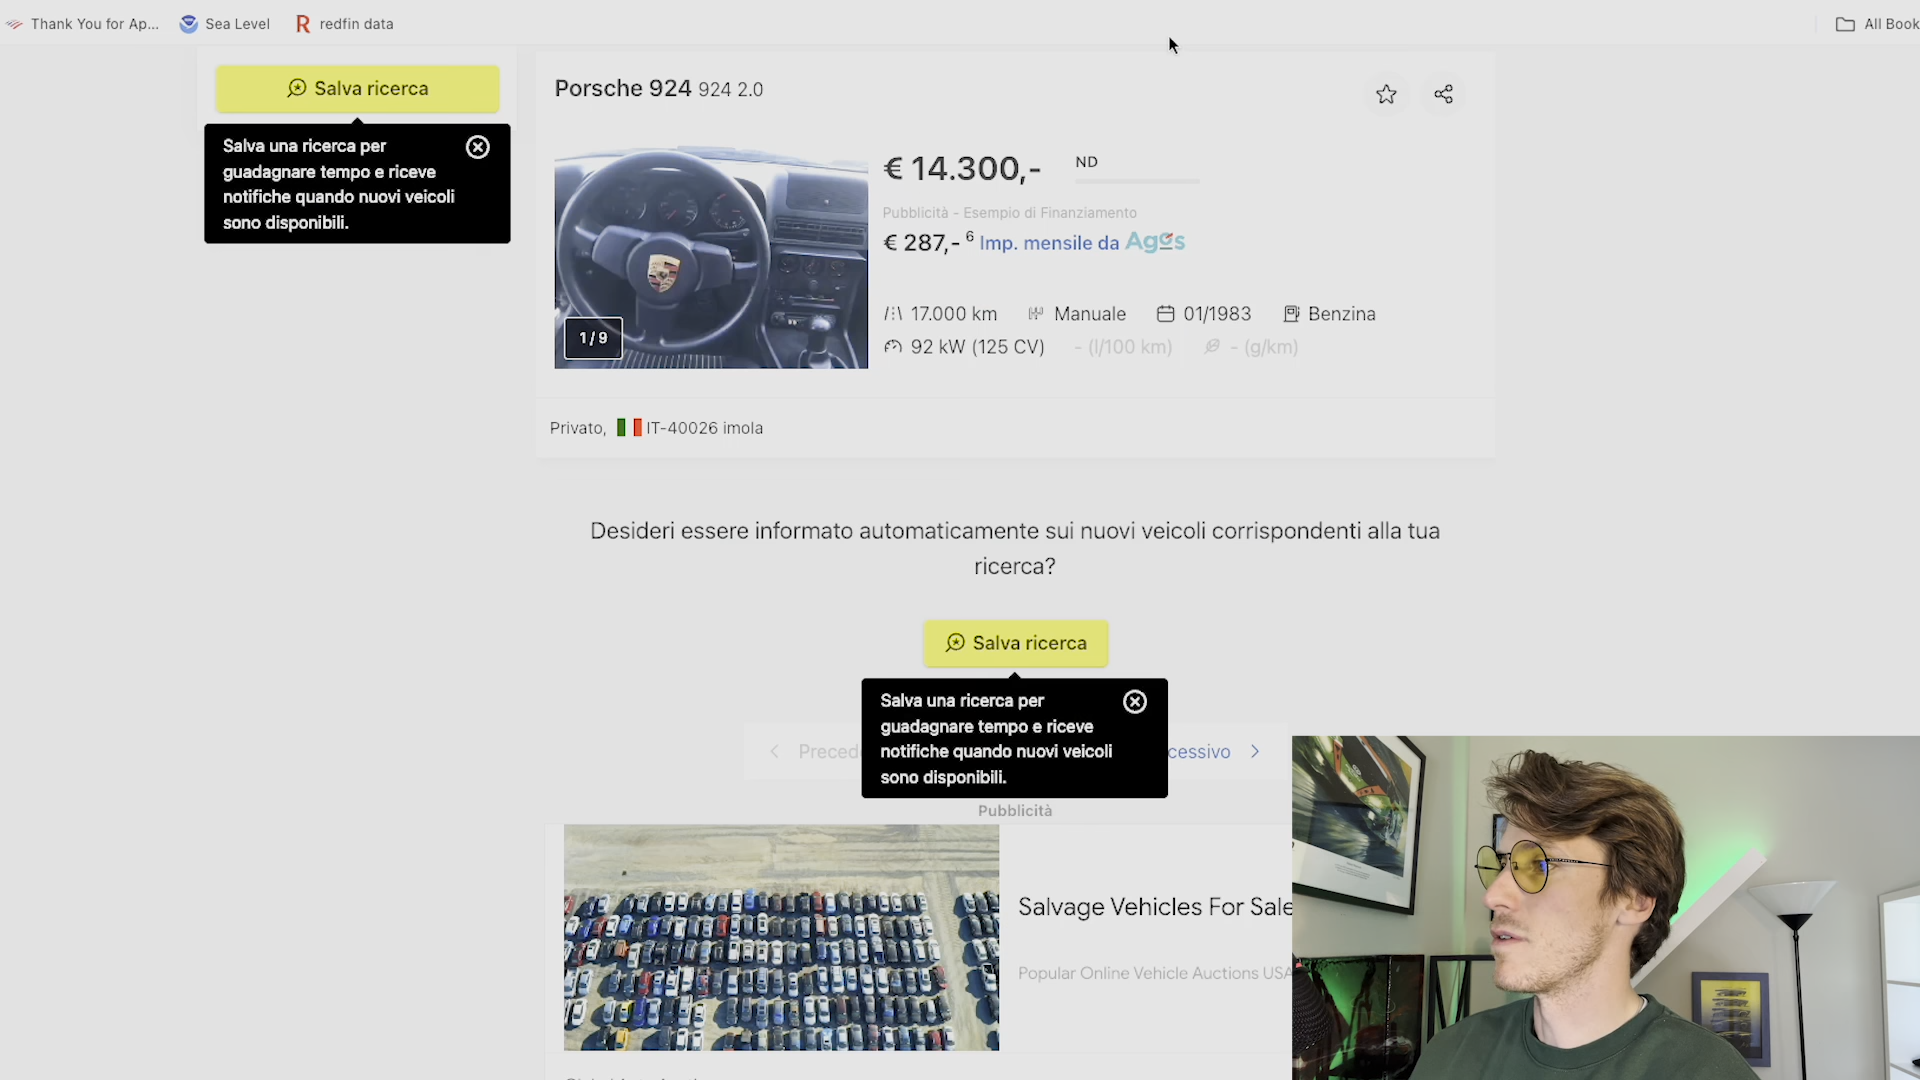 Thank You for Ap...
Sea Level
redfin data
All Book
Salva ricerca
Salva una ricerca per
guadagnare tempo e riceve
notifiche quando nuovi veicoli
sono disponibili.
Porsche 924 924 2.0
1/9
€ 14.300,-
ND
Pubblicità - Esempio di Finanziamento
€ 287,- 6 Imp. mensile da Agos
17.000 km Manuale 01/1983 Benzina
92 kW (125 CV) - (l/100 km) - (g/km)
Privato, IT-40026 imola
Desideri essere informato automaticamente sui nuovi veicoli corrispondenti alla tua
ricerca?
Salva ricerca
Salva una ricerca per
guadagnare tempo e riceve
notifiche quando nuovi veicoli
sono disponibili.
Preced
cessivo
Pubblicità
Salvage Vehicles For Sale
Popular Online Vehicle Auctions USA